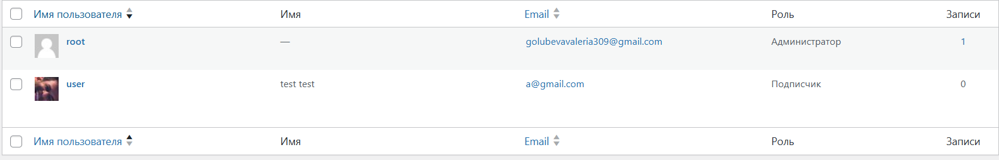 Имя пользователя Имя Email Роль Записи
root — golubevavaleria309@gmail.com Администратор 1
user test test a@gmail.com Подписчик 0
Имя пользователя Имя Email Роль Записи